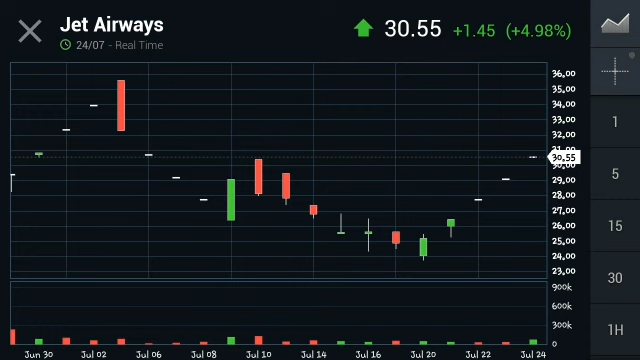 Jet Airways
24/07 - Real Time
30.55 +1.45 (+4.98%)
36,00
35,00
34,00
33,00
32,00
30,55
29,00
28,00
27,00
26,00
25,00
24,00
23,00
900k
600k
300k
0
Jun 30 Jul 02 Jul 06 Jul 08 Jul 10 Jul 14 Jul 16 Jul 20 Jul 22 Jul 24
1
5
15
30
1H